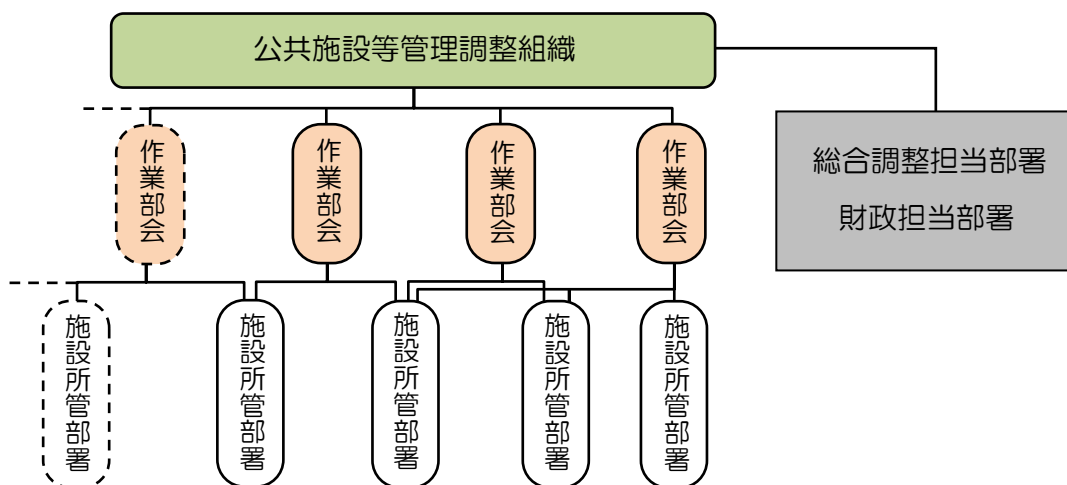 公共施設等管理調整組織
総合調整担当部署
財政担当部署
作業部会
作業部会
作業部会
作業部会
施設所管部署
施設所管部署
施設所管部署
施設所管部署
施設所管部署